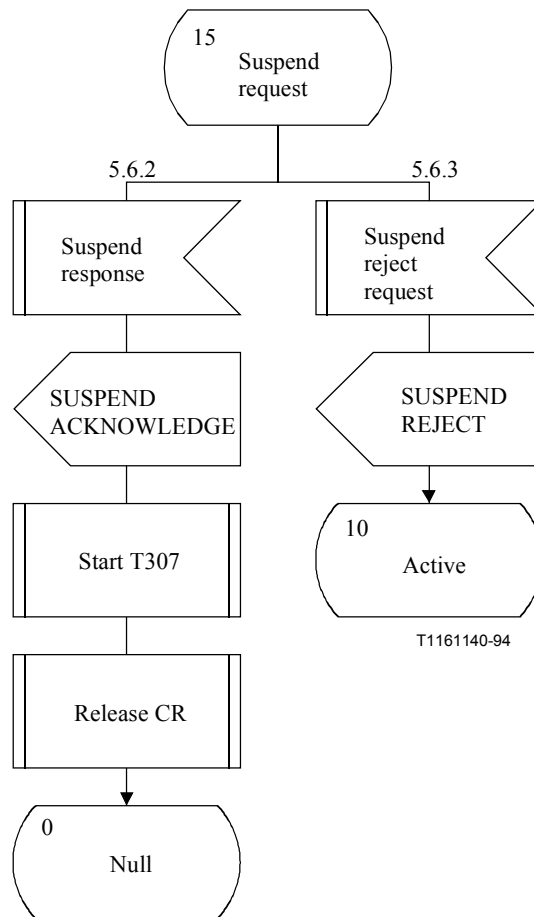 15
Suspend
request
5.6.2
5.6.3
Suspend
response
Suspend
reject
request
SUSPEND
ACKNOWLEDGE
SUSPEND
REJECT
Start T307
10
Active
T1161140-94
Release CR
0
Null